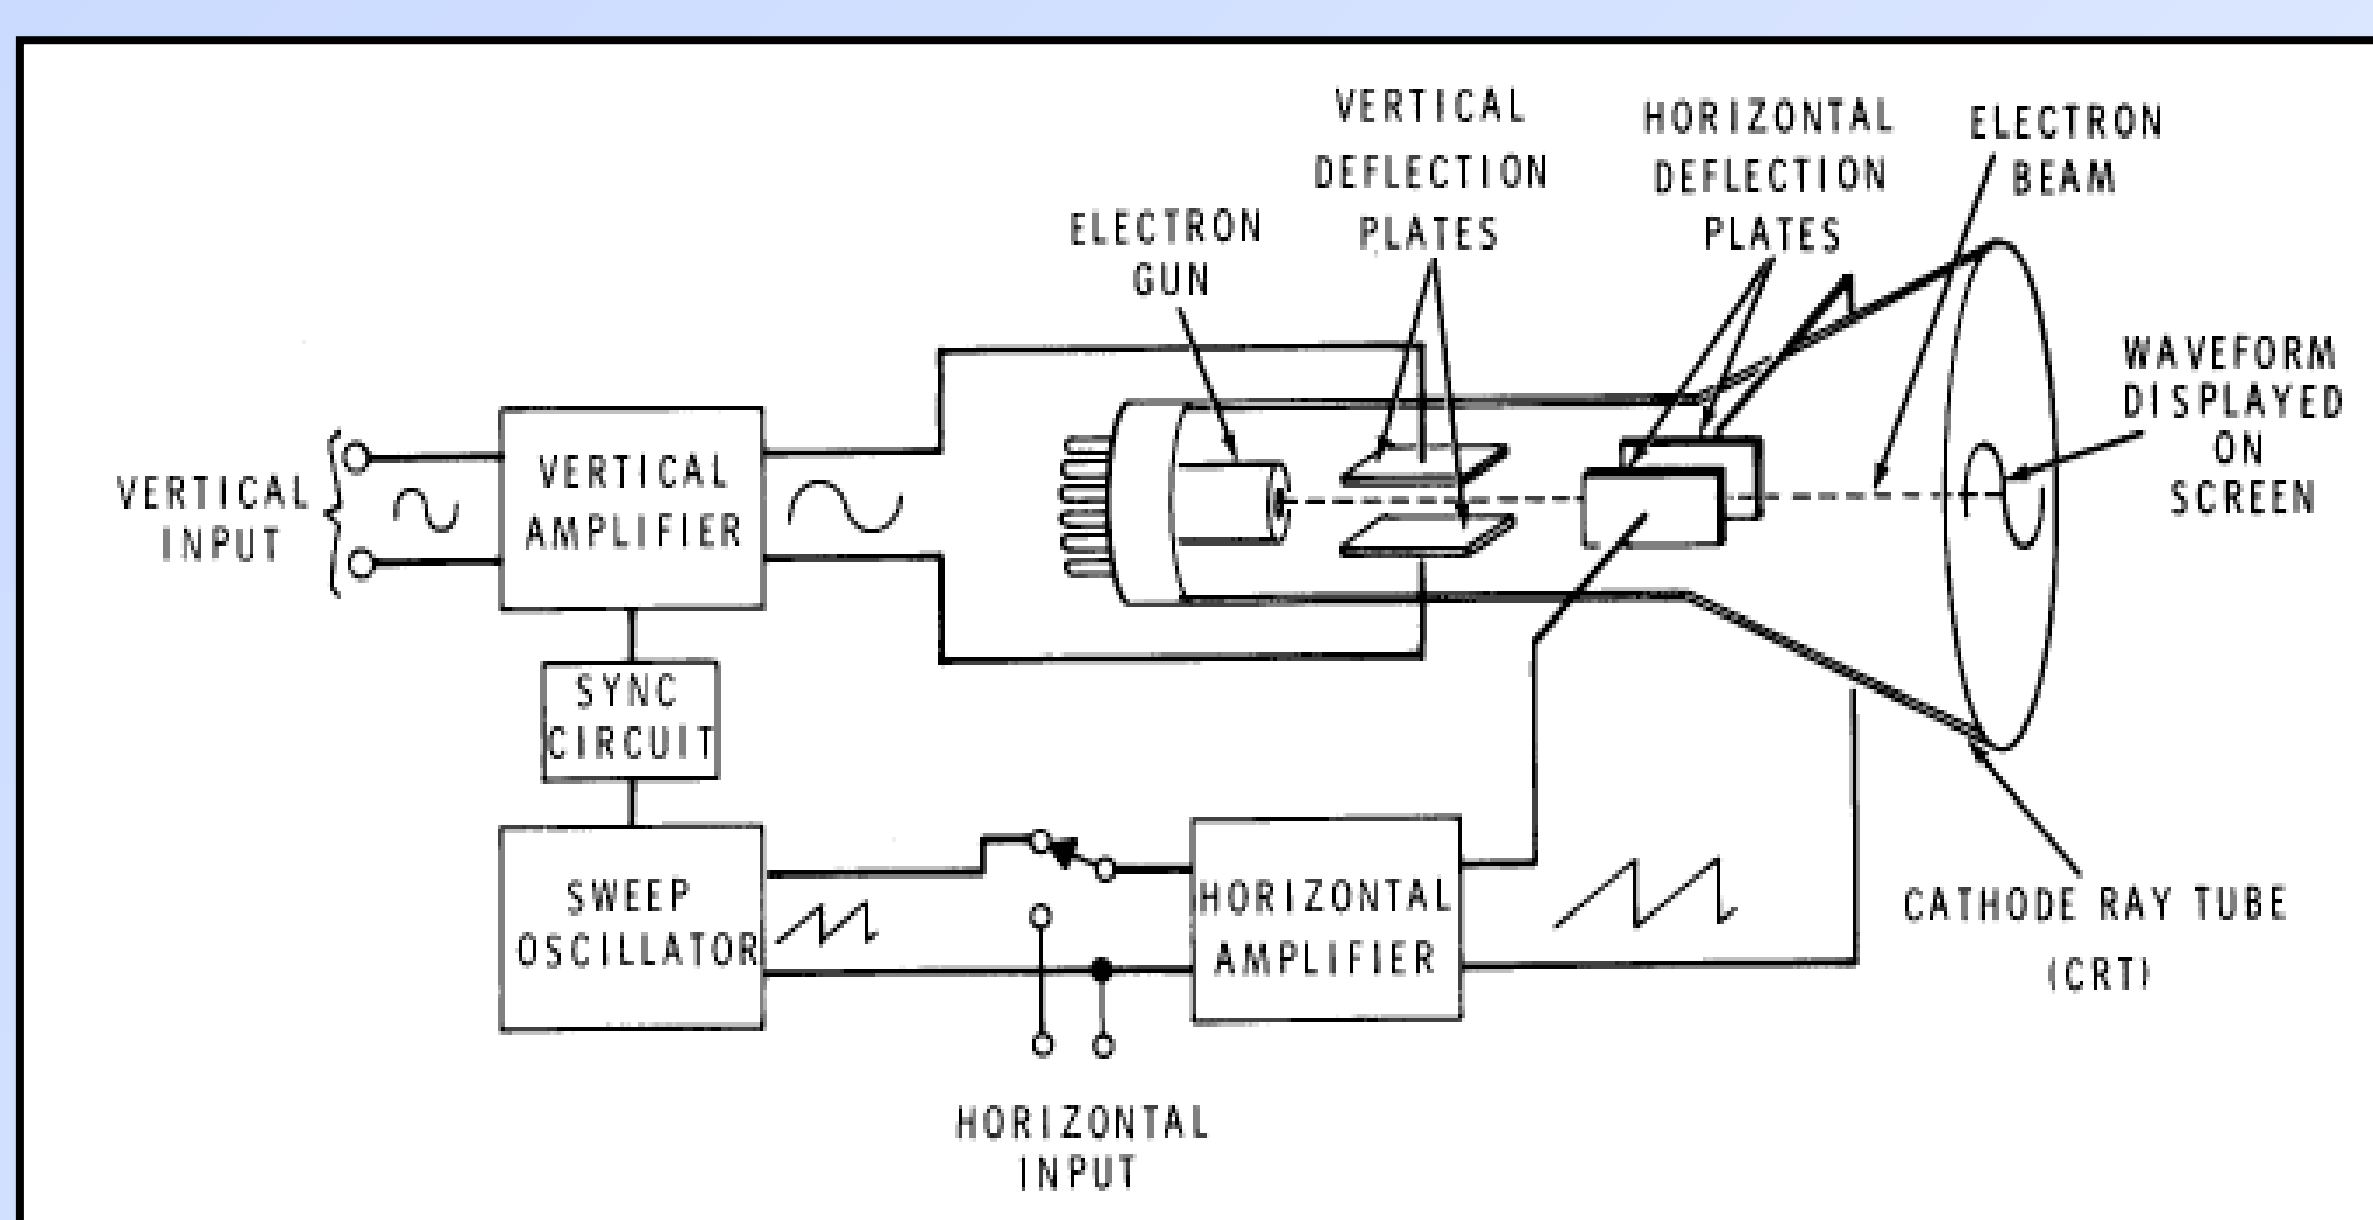 VERTICAL
DEFLECTION
PLATES
HORIZONTAL
DEFLECTION
PLATES
ELECTRON
BEAM
ELECTRON
GUN
WAVEFORM
DISPLAYED
ON
SCREEN
VERTICAL
INPUT
VERTICAL
AMPLIFIER
SYNC
CIRCUIT
SWEEP
OSCILLATOR
HORIZONTAL
AMPLIFIER
CATHODE RAY TUBE
(CRT)
HORIZONTAL
INPUT